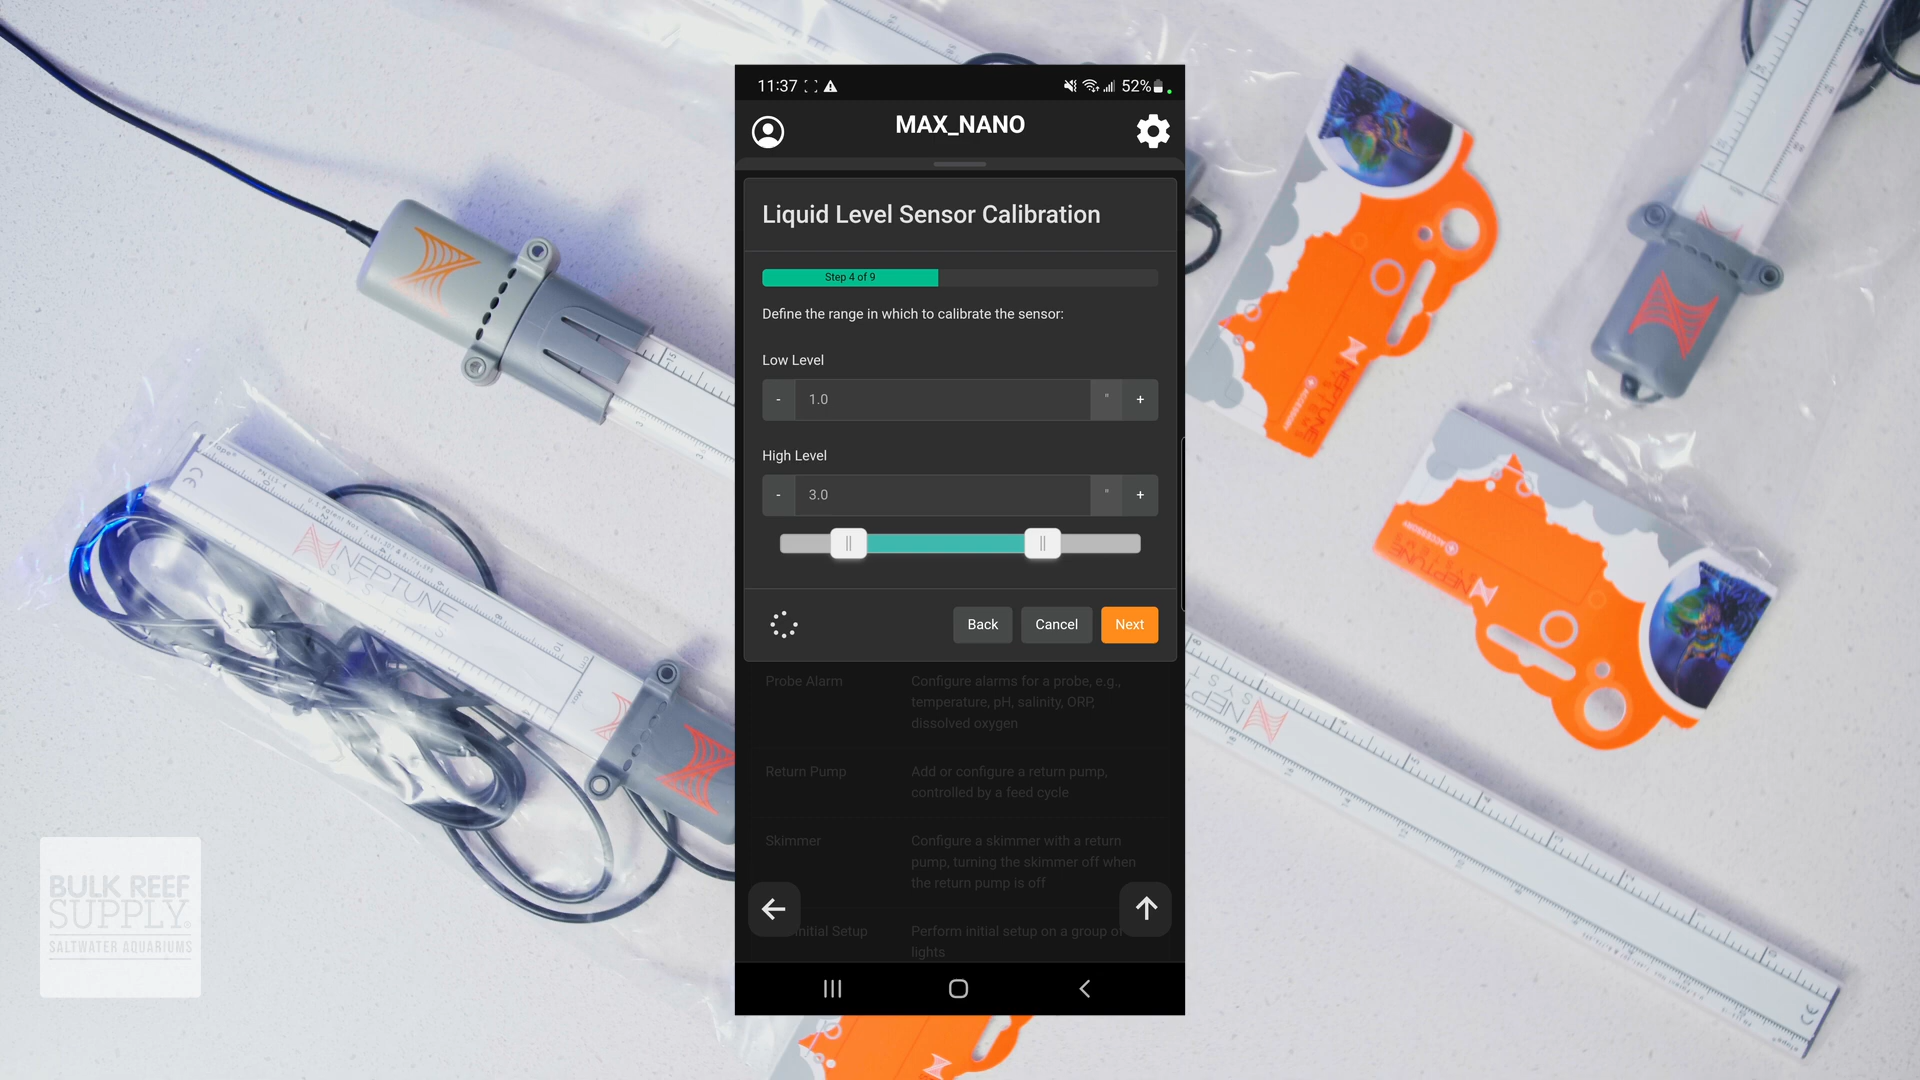 11:37
52%
MAX_NANO
Liquid Level Sensor Calibration
Step 4 of 9
Define the range in which to calibrate the sensor:
Low Level
- 1.0 " +
High Level
- 3.0 " +
Back Cancel Next
Probe Alarm
Configure alarms for a probe, e.g.,
temperature, pH, salinity, ORP,
dissolved oxygen
Return Pump
Add or configure a return pump,
controlled by a feed cycle
Skimmer
Configure a skimmer with a return
pump, turning the skimmer off when
the return pump is off
Initial Setup
Perform initial setup on a group of
lights
NEPTUNE
SYSTEMS
NEPTUNE
NEPTUNE
NEPTUNE
BULK REEF
SUPPLY
SALTWATER AQUARIUMS